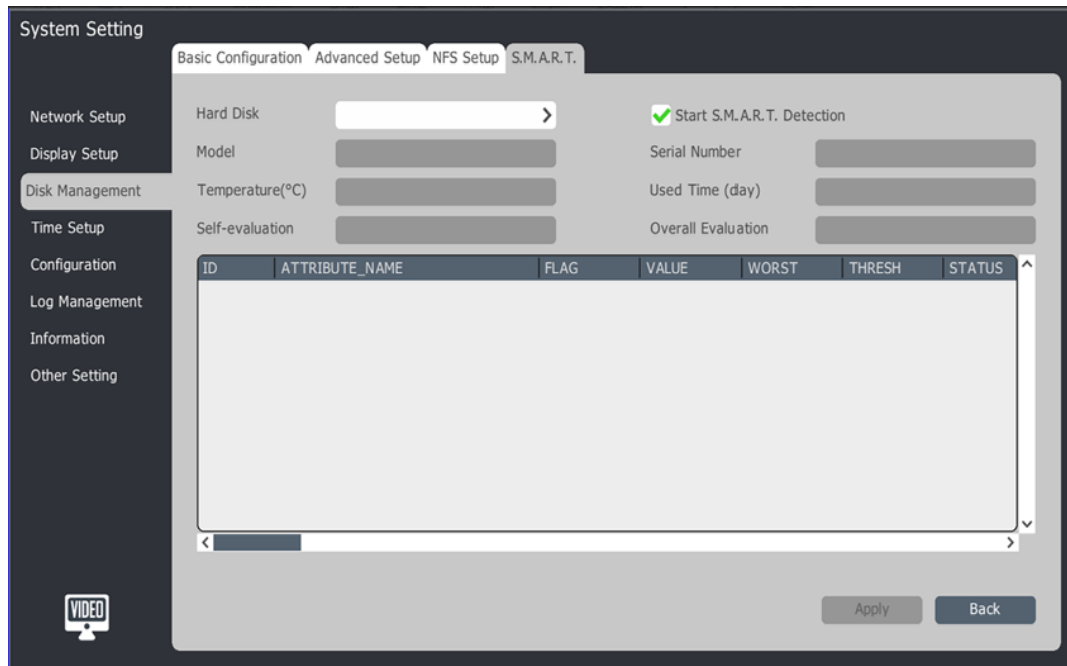 System Setting
Basic Configuration Advanced Setup NFS Setup S.M.A.R.T.
Network Setup
Display Setup
Disk Management
Time Setup
Configuration
Log Management
Information
Other Setting
Hard Disk
Start S.M.A.R.T. Detection
Model
Serial Number
Temperature(°C)
Used Time (day)
Self-evaluation
Overall Evaluation
ID ATTRIBUTE_NAME FLAG VALUE WORST THRESH STATUS
VIDEO
Apply Back